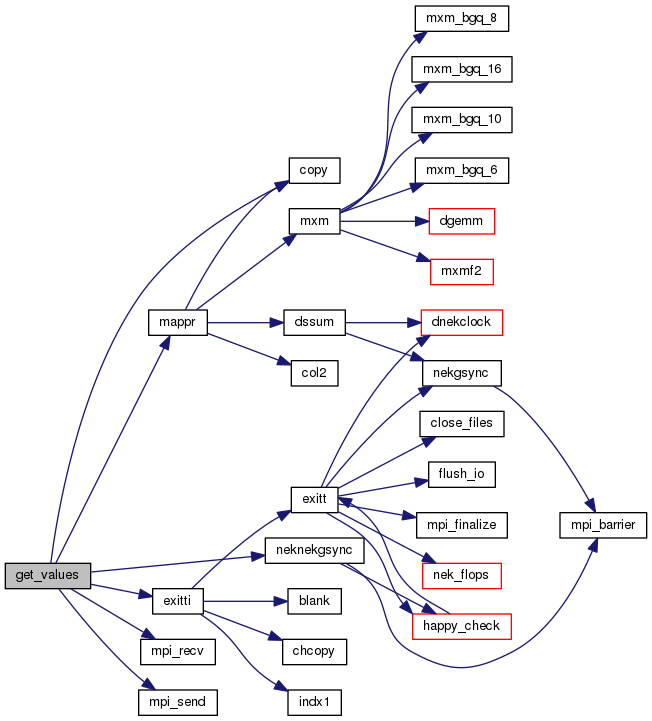 mxm_bgq_8
mxm_bgq_16
mxm_bgq_10
copy
mxm_bgq_6
mxm
dgemm
mxmf2
mappr
dssum
dnekclock
col2
nekgsync
close_files
flush_io
exitt
mpi_finalize
mpi_barrier
neknekgsync
get_values
nek_flops
exitti
blank
happy_check
mpi_recv
chcopy
mpi_send
indx1